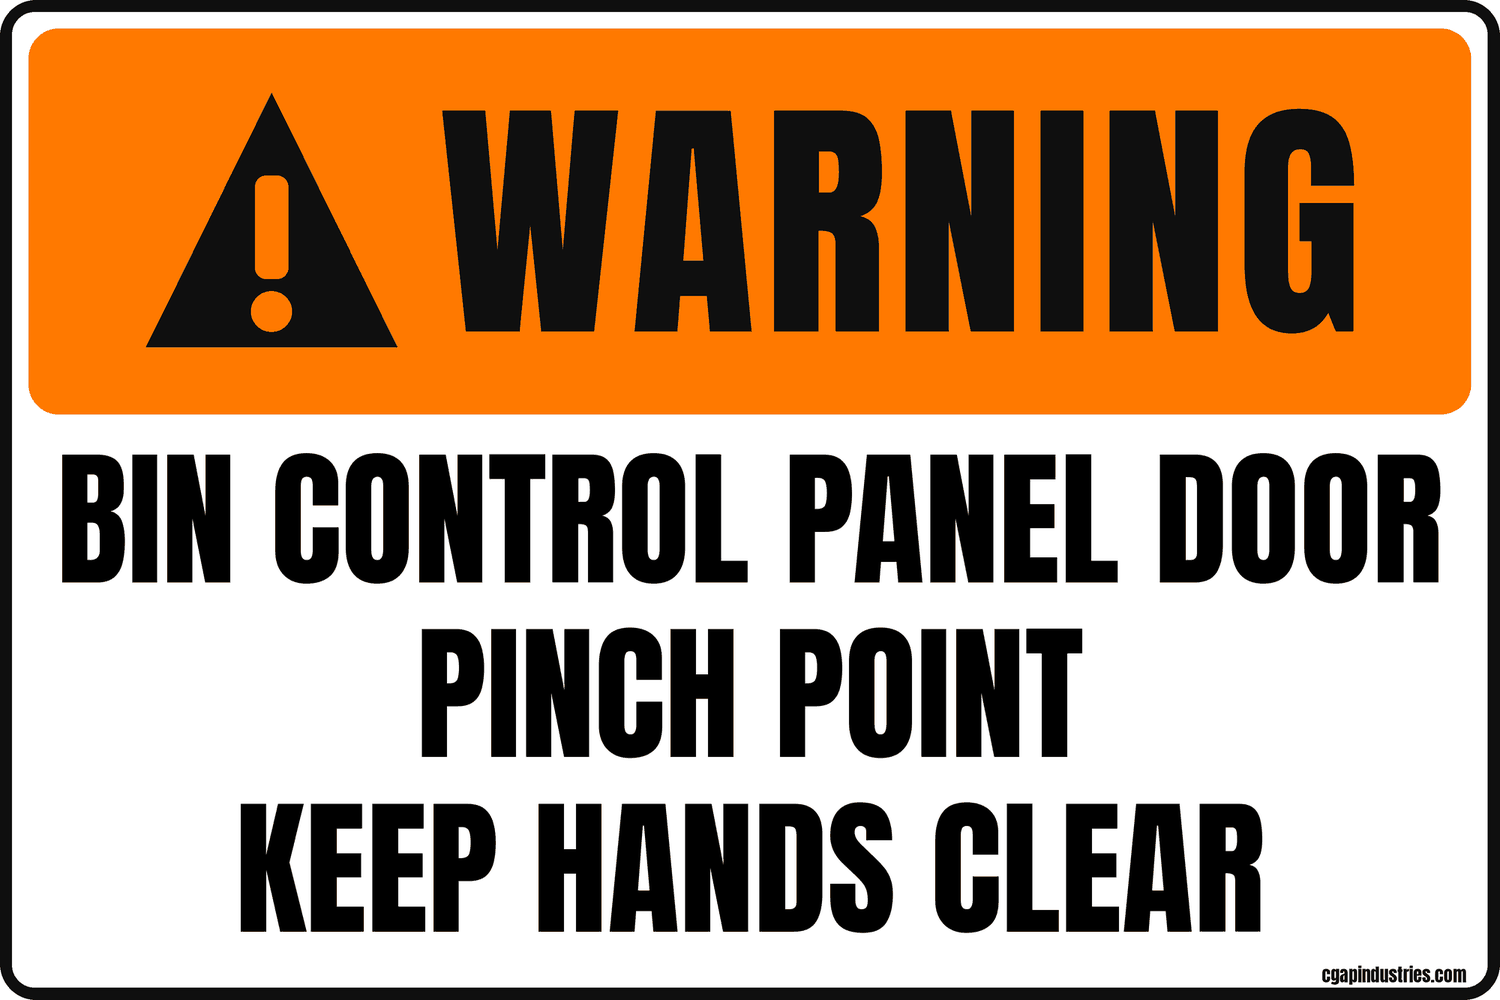 WARNING
BIN CONTROL PANEL DOOR
PINCH POINT
KEEP HANDS CLEAR
cgapindustries.com